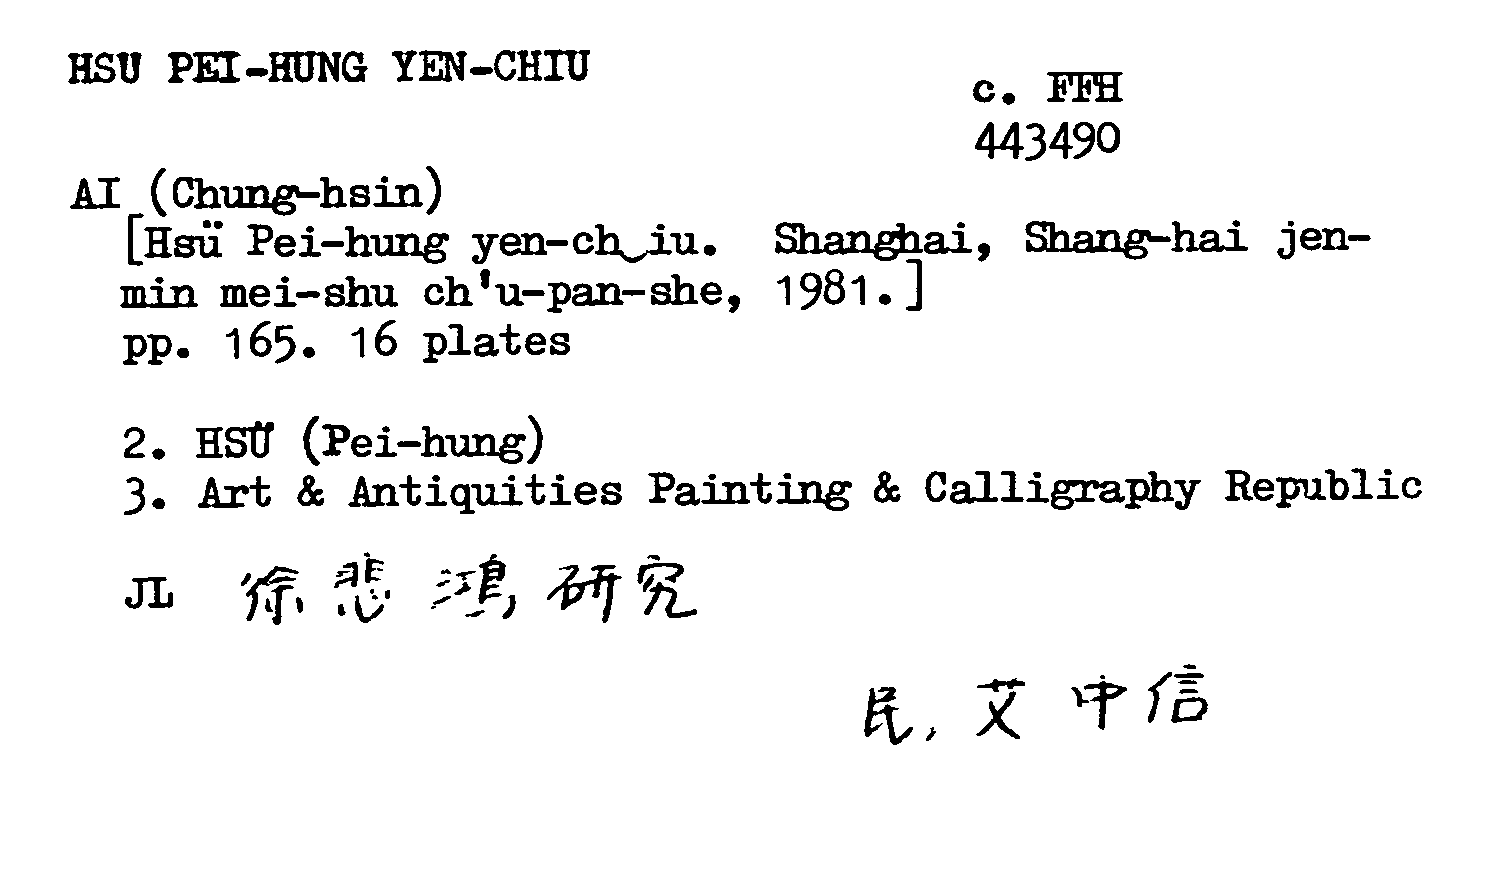 HSU PEI-HUNG YEN-CHIU
c. FFH
443490
AI (Chung-hsin)
[Hsü Pei-hung yen-ch iu. Shanghai, Shang-hai jen-
min mei-shu ch'u-pan-she, 1981.]
pp. 165. 16 plates
2. HSÜ (Pei-hung)
3. Art & Antiquities Painting & Calligraphy Republic
JL 徐悲鴻研究
民, 艾中信